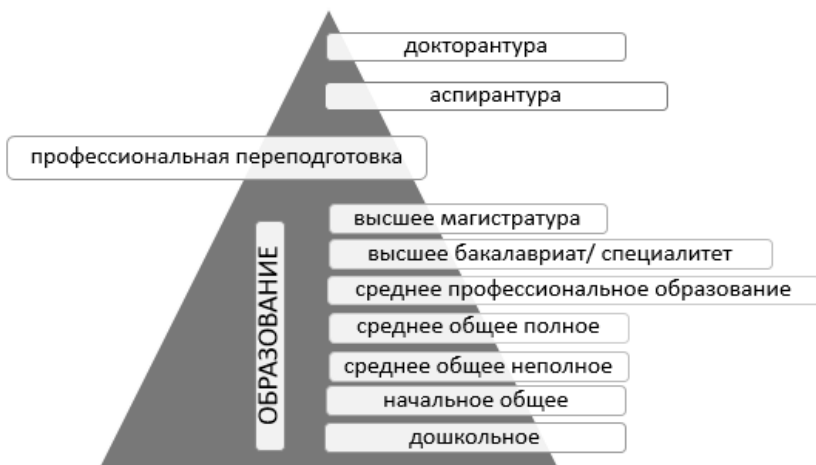 докторантура
аспирантура
профессиональная переподготовка
высшее магистратура
высшее бакалавриат/ специалитет
среднее профессиональное образование
среднее общее полное
среднее общее неполное
начальное общее
дошкольное
ОБРАЗОВАНИЕ